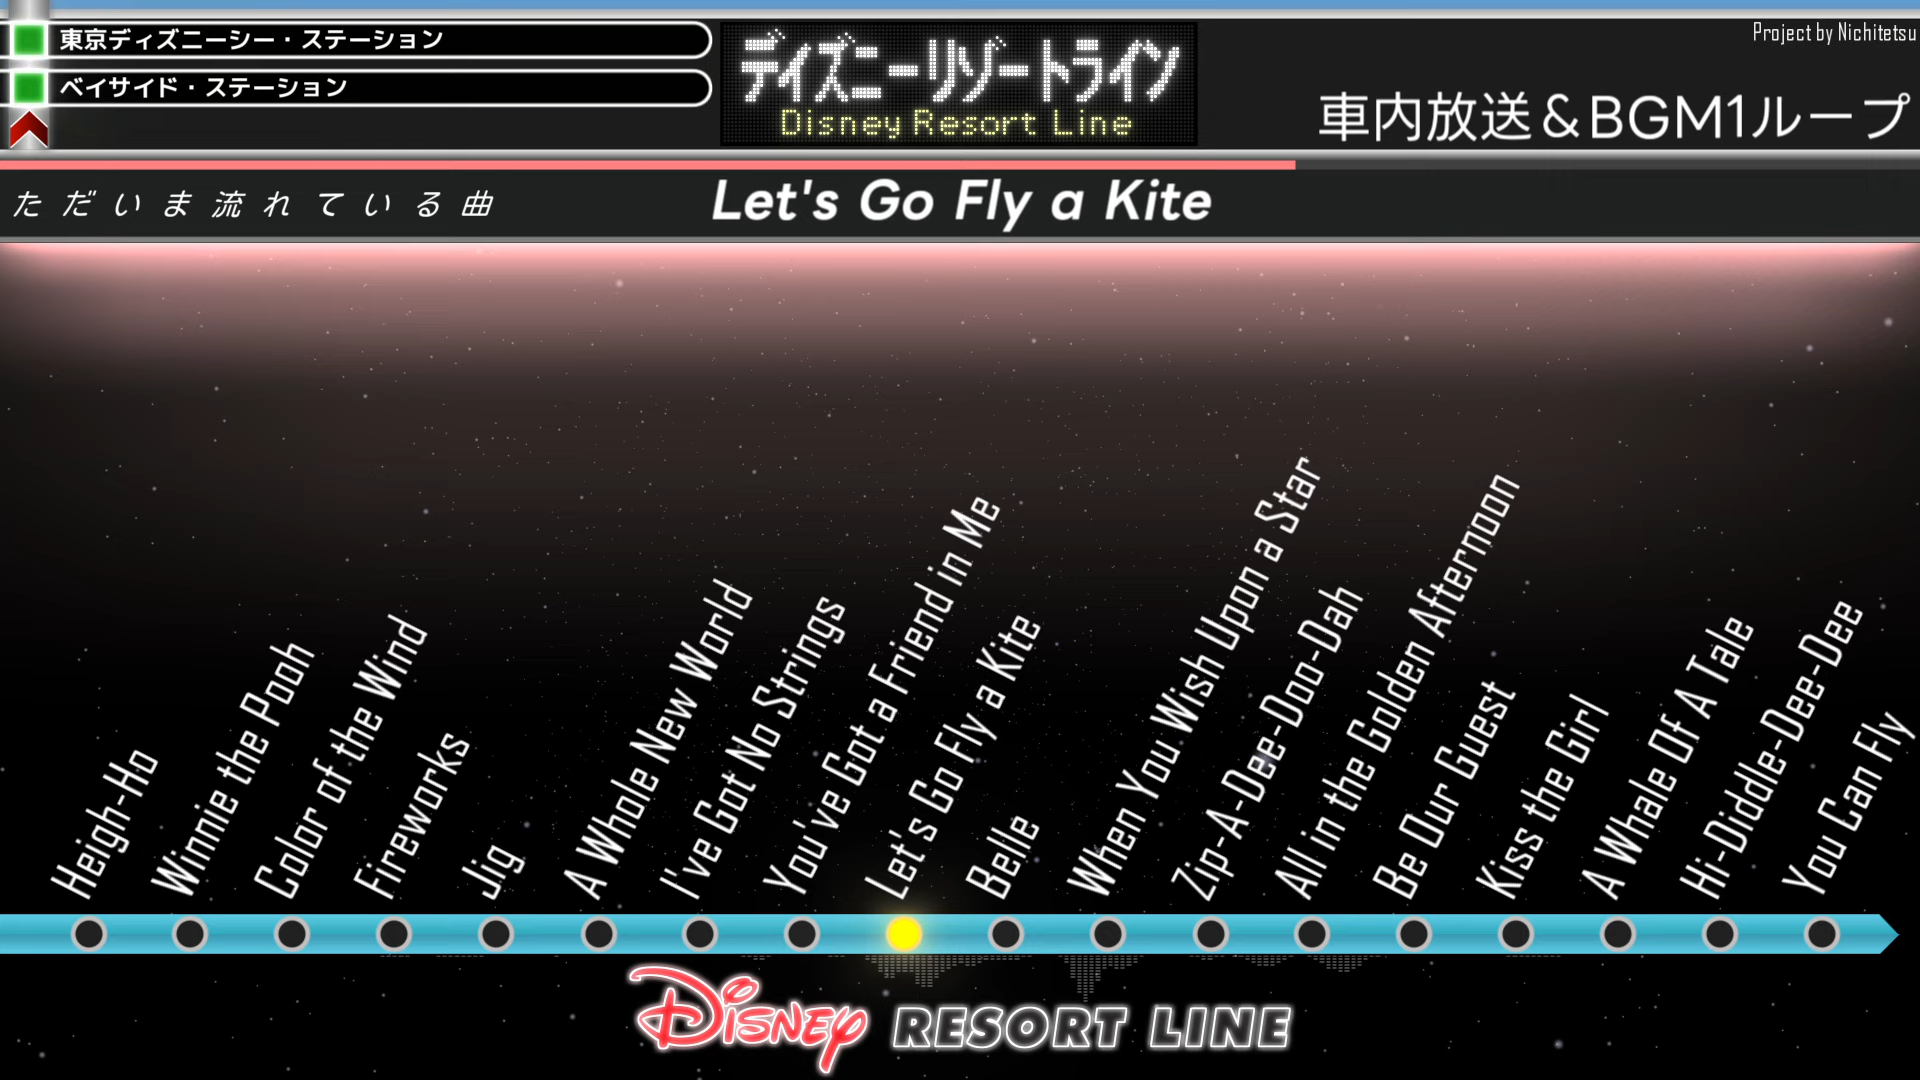 東京ディズニーシー・ステーション
ベイサイド・ステーション
ディズニーリゾートライン
Disney Resort Line
Project by Nichitetsu
車内放送&BGM1ループ
ただいま流れている曲
Let's Go Fly a Kite
Heigh-Ho
Winnie the Pooh
Color of the Wind
Fireworks
Jig
A Whole New World
I've Got No Strings
You've Got a Friend in Me
Let's Go Fly a Kite
Belle
When You Wish Upon a Star
Zip-A-Dee-Doo-Dah
All in the Golden Afternoon
Be Our Guest
Kiss the Girl
A Whale Of A Tale
Hi-Diddle-Dee-Dee
You Can Fly
Disney RESORT LINE